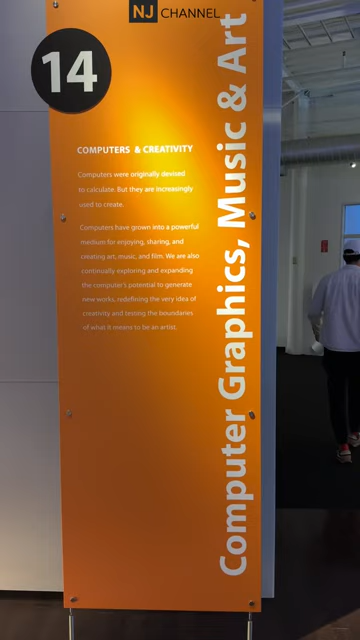 NJ CHANNEL
14
COMPUTERS & CREATIVITY
Computers were originally devised
to calculate. But they are increasingly
used to create.
Computers have grown into a powerful
medium for enjoying, sharing, and
creating art, music, and film. We are also
continually exploring and expanding
the computer's potential to generate
new works, redefining the very idea of
creativity and testing the boundaries
of what it means to be an artist.
Computer Graphics, Music & Art